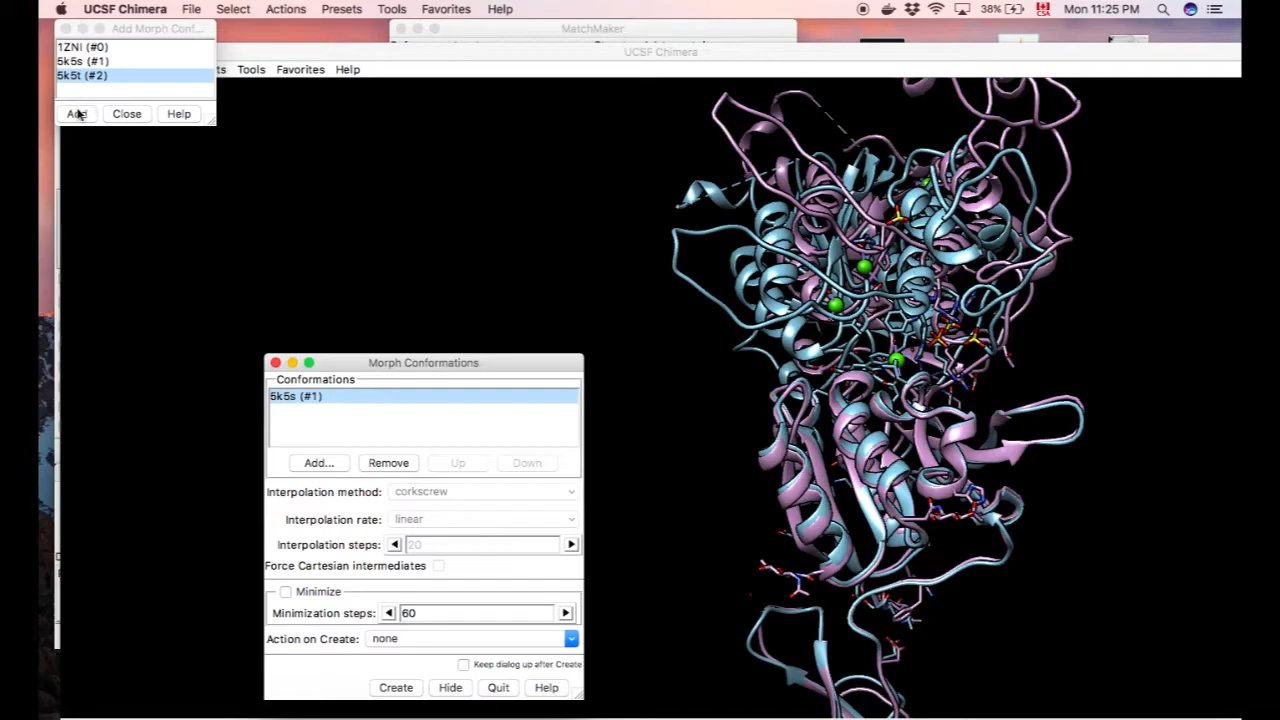 UCSF Chimera File Select Actions Presets Tools Favorites Help 38% CSA Mon 11:25 PM
Add Morph Conf... MatchMaker
1ZNI (#0)
UCSF Chimera
5k5s (#1)
ts Tools Favorites Help
5k5t (#2)
Add Close Help
Morph Conformations
Conformations
5k5s (#1)
Add... Remove Up Down
Interpolation method: corkscrew
Interpolation rate: linear
Interpolation steps: 20
Force Cartesian intermediates
Minimize
Minimization steps: 60
Action on Create: none
Keep dialog up after Create
Create Hide Quit Help